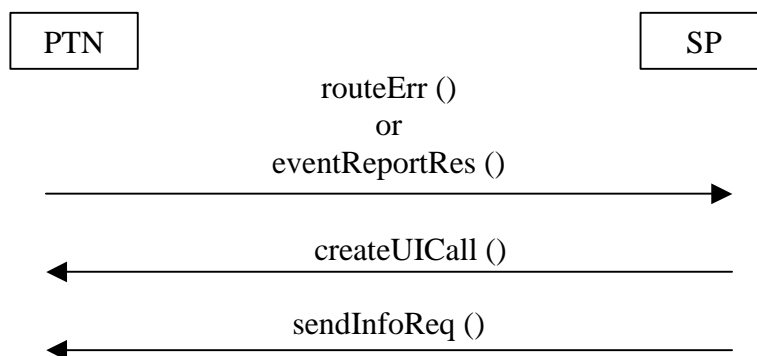 PTN
SP
routeErr ()
or
eventReportRes ()
createUICall ()
sendInfoReq ()